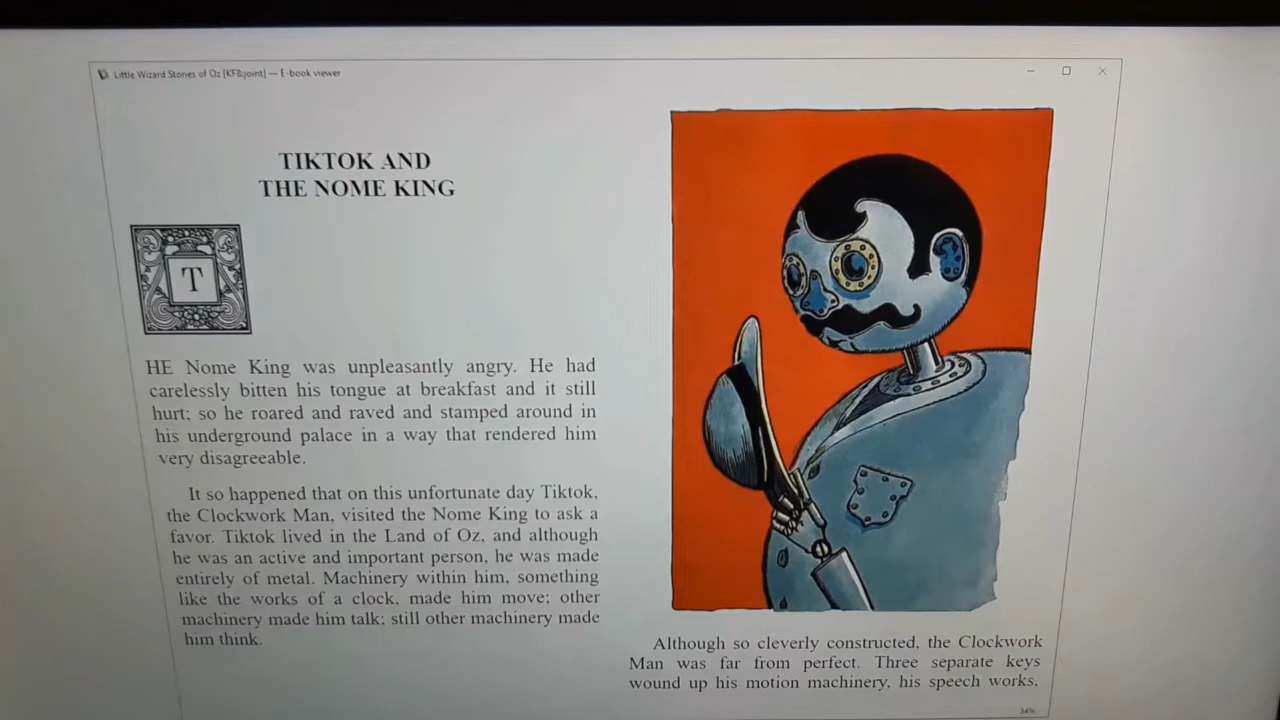 Little Wizard Stories of Oz [KF8:joint] — E-book viewer
TIKTOK AND
THE NOME KING
T
HE Nome King was unpleasantly angry. He had
carelessly bitten his tongue at breakfast and it still
hurt; so he roared and raved and stamped around in
his underground palace in a way that rendered him
very disagreeable.
It so happened that on this unfortunate day Tiktok,
the Clockwork Man, visited the Nome King to ask a
favor. Tiktok lived in the Land of Oz, and although
he was an active and important person, he was made
entirely of metal. Machinery within him, something
like the works of a clock, made him move; other
machinery made him talk; still other machinery made
him think.
Although so cleverly constructed, the Clockwork
Man was far from perfect. Three separate keys
wound up his motion machinery, his speech works,
34%